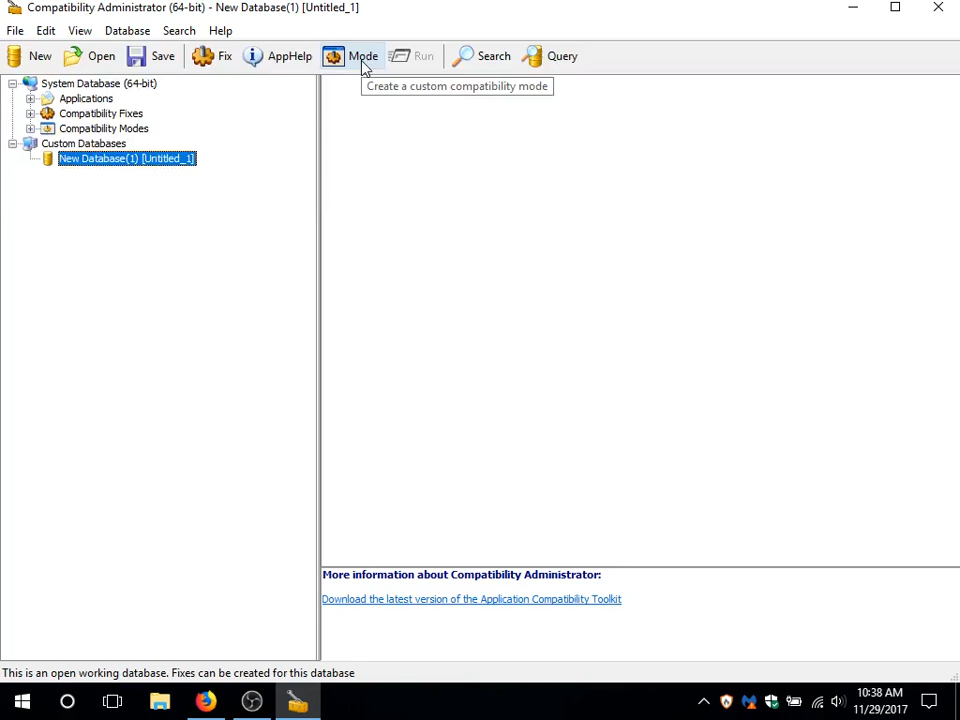 Compatibility Administrator (64-bit) - New Database(1) [Untitled_1]
File Edit View Database Search Help
New Open Save Fix AppHelp Mode Run Search Query
Create a custom compatibility mode
System Database (64-bit)
Applications
Compatibility Fixes
Compatibility Modes
Custom Databases
New Database(1) [Untitled_1]
More information about Compatibility Administrator:
Download the latest version of the Application Compatibility Toolkit
This is an open working database. Fixes can be created for this database
10:38 AM
11/29/2017